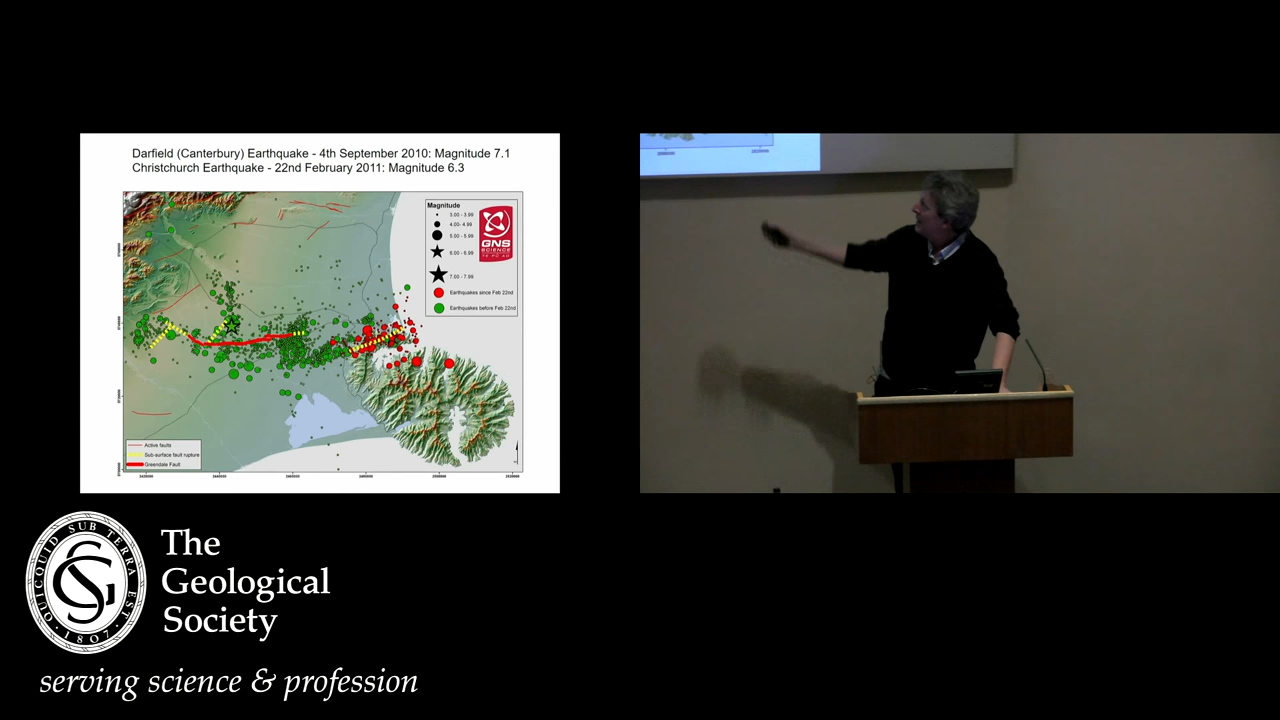 Darfield (Canterbury) Earthquake - 4th September 2010: Magnitude 7.1
Christchurch Earthquake - 22nd February 2011: Magnitude 6.3
Magnitude
3.00 - 3.99
4.00- 4.99
5.00 - 5.99
6.00 - 6.99
7.00 - 7.99
GNS
SCIENCE
TE PŪ AO
Earthquakes since Feb 22nd
Earthquakes before Feb 22nd
Active faults
Sub-surface fault rupture
Greendale Fault
QUICQUID SUB TERRA EST
· 1807 ·
The
Geological
Society
serving science & profession